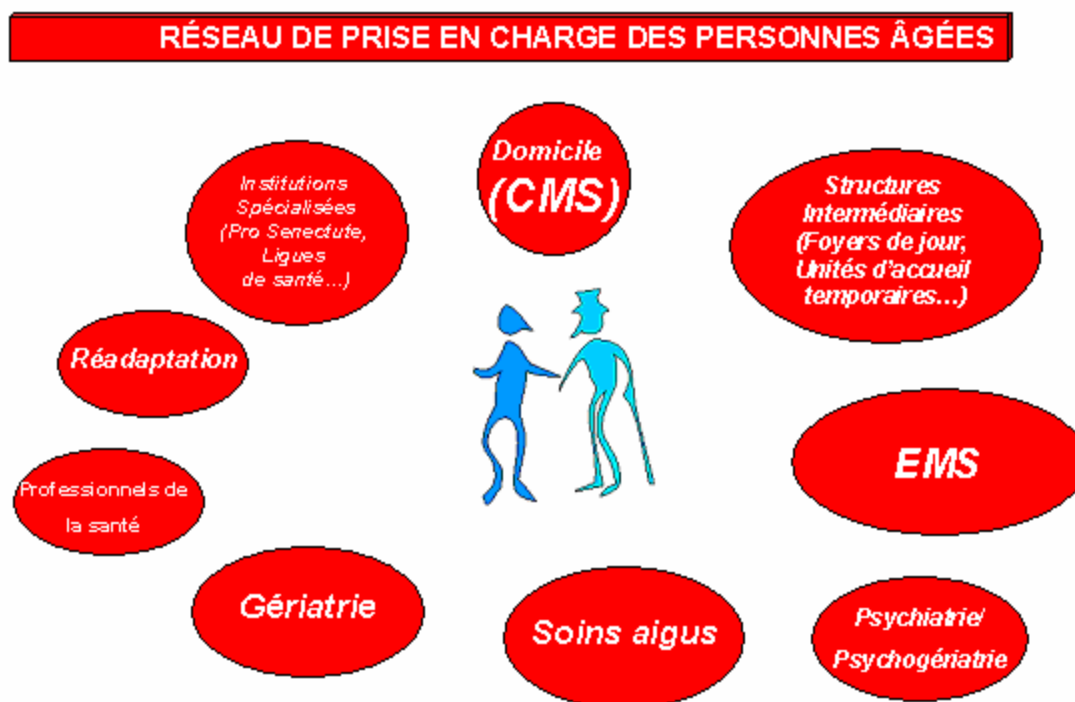 RÉSEAU DE PRISE EN CHARGE DES PERSONNES ÂGÉES
Domicile
(CMS)
Institutions
Spécialisées
(Pro Senectute,
Ligues
de santé...)
Structures
Intermédiaires
(Foyers de jour,
Unités d'accueil
temporaires...)
Réadaptation
EMS
Professionnels de
la santé
Gériatrie
Soins aigus
Psychiatrie/
Psychogériatrie